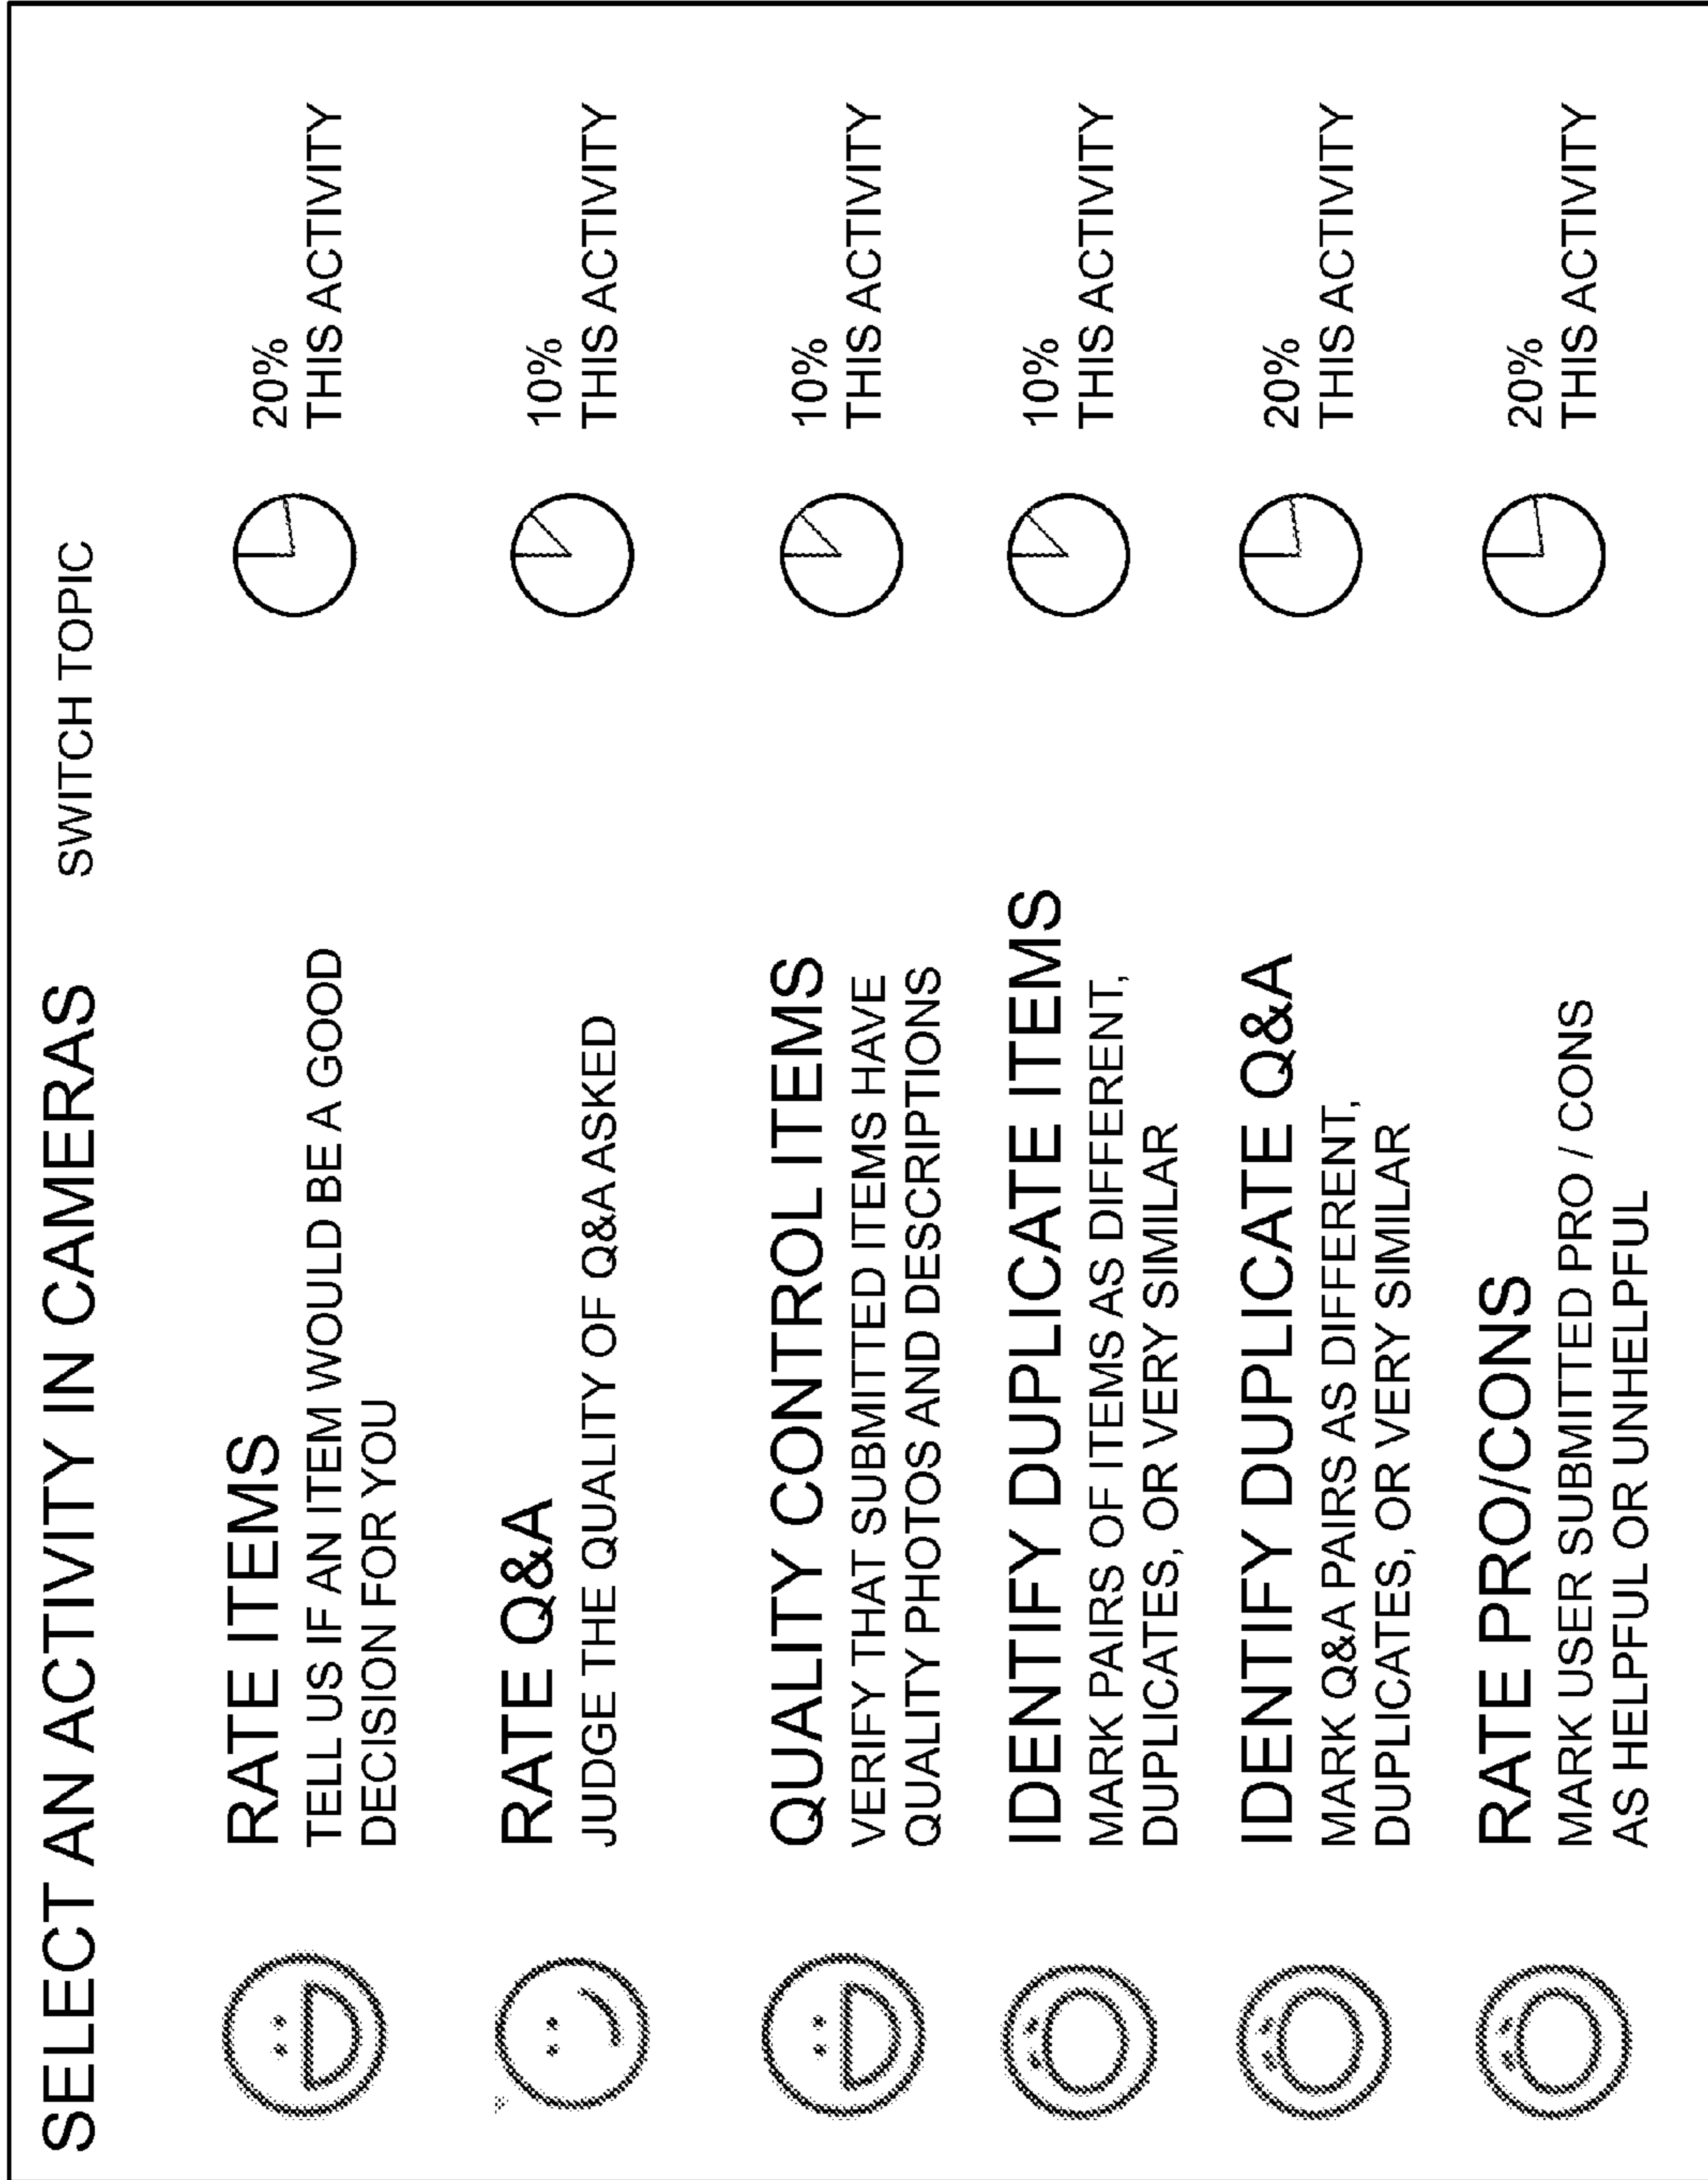 SELECT AN ACTIVITY IN CAMERAS SWITCH TOPIC
RATE ITEMS
TELL US IF AN ITEM WOULD BE A GOOD
DECISION FOR YOU
20%
THIS ACTIVITY
RATE Q&A
JUDGE THE QUALITY OF Q&A ASKED
10%
THIS ACTIVITY
QUALITY CONTROL ITEMS
VERIFY THAT SUBMITTED ITEMS HAVE
QUALITY PHOTOS AND DESCRIPTIONS
10%
THIS ACTIVITY
IDENTIFY DUPLICATE ITEMS
MARK PAIRS OF ITEMS AS DIFFERENT,
DUPLICATES, OR VERY SIMILAR
10%
THIS ACTIVITY
IDENTIFY DUPLICATE Q&A
MARK Q&A PAIRS AS DIFFERENT,
DUPLICATES, OR VERY SIMILAR
20%
THIS ACTIVITY
RATE PRO/CONS
MARK USER SUBMITTED PRO / CONS
AS HELPFUL OR UNHELPFUL
20%
THIS ACTIVITY